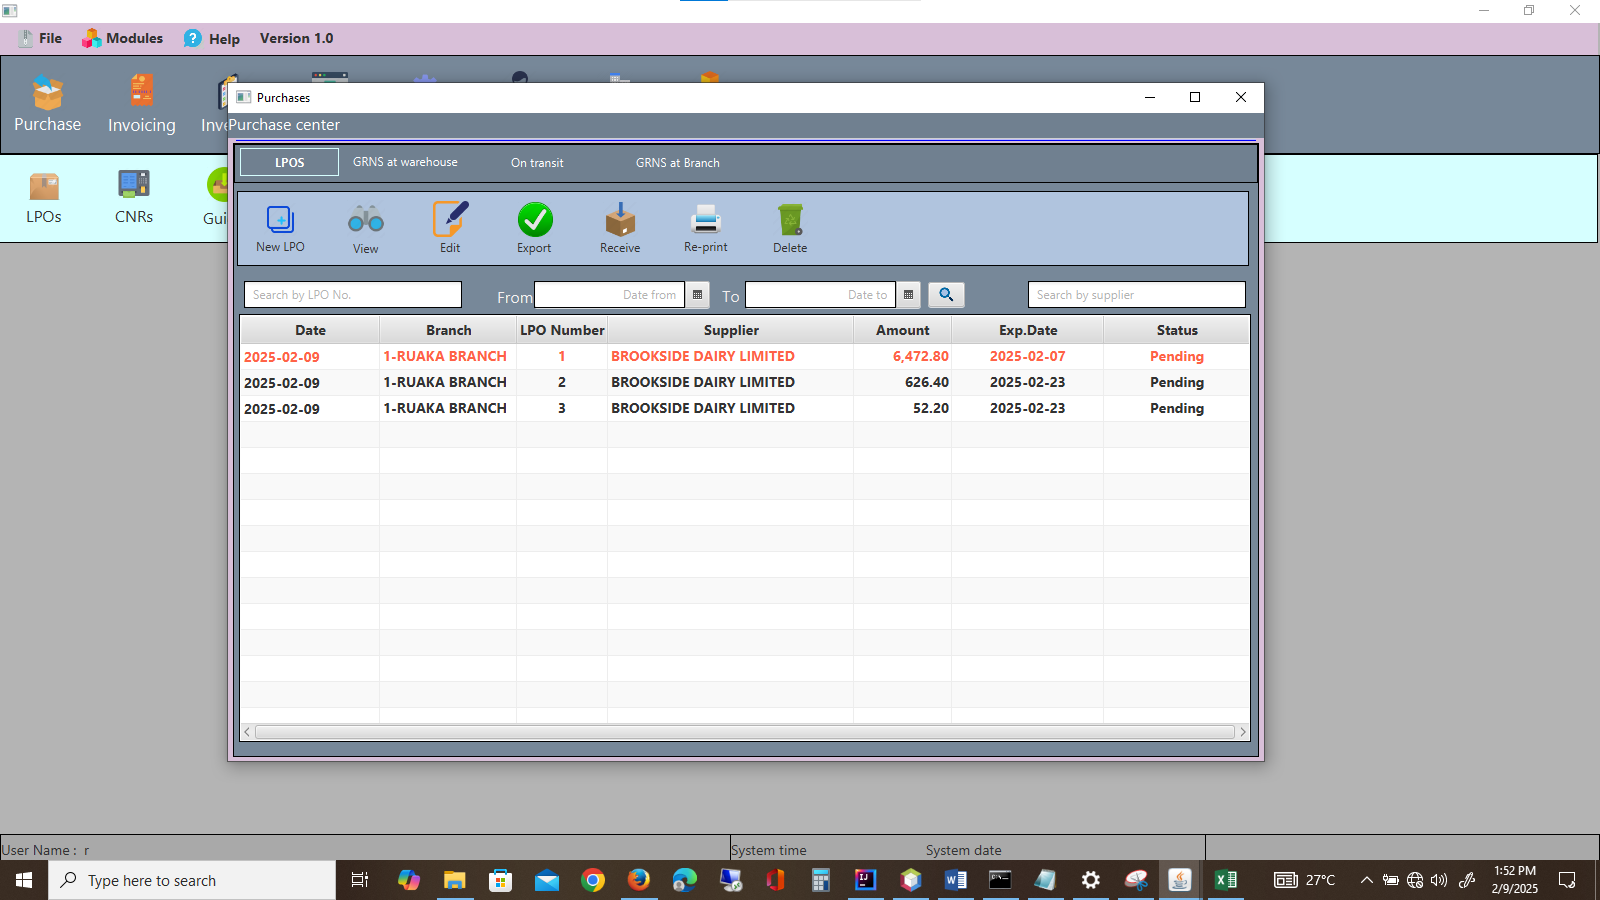 File Modules Help Version 1.0
Purchase Invoicing
Purchases
Purchase center
LPOS GRNS at warehouse On transit GRNS at Branch
LPOs CNRs
New LPO View Edit Export Receive Re-print Delete
Search by LPO No. From Date from To Date to Search by supplier
Date Branch LPO Number Supplier Amount Exp.Date Status
2025-02-09 1-RUAKA BRANCH 1 BROOKSIDE DAIRY LIMITED 6,472.80 2025-02-07 Pending
2025-02-09 1-RUAKA BRANCH 2 BROOKSIDE DAIRY LIMITED 626.40 2025-02-23 Pending
2025-02-09 1-RUAKA BRANCH 3 BROOKSIDE DAIRY LIMITED 52.20 2025-02-23 Pending
User Name : r System time System date
Type here to search 27°C 1:52 PM
2/9/2025